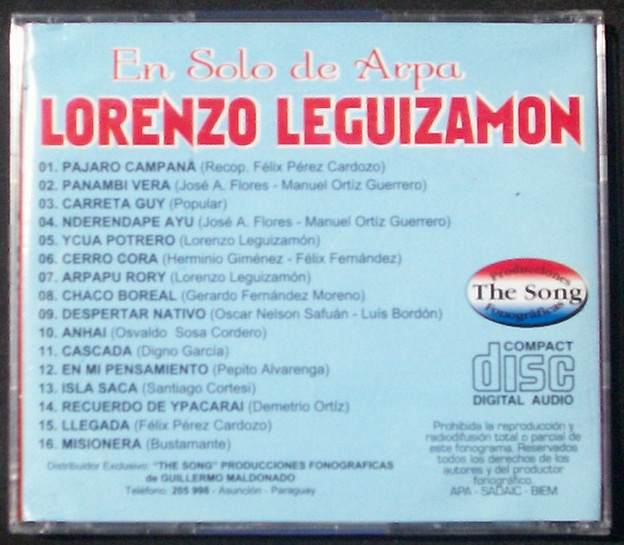 En Solo de Arpa
LORENZO LEGUIZAMON
01. PAJARO CAMPANA (Recop. Félix Pérez Cardozo)
02. PANAMBI VERA (José A. Flores - Manuel Ortíz Guerrero)
03. CARRETA GUY (Popular)
04. NDERENDAPE AYU (José A. Flores - Manuel Ortiz Guerrero)
05. YCUA POTRERO (Lorenzo Leguizamón)
06. CERRO CORA (Herminio Giménez - Félix Fernández)
07. ARPAPU RORY (Lorenzo Leguizamón)
08. CHACO BOREAL (Gerardo Fernández Moreno)
09. DESPERTAR NATIVO (Oscar Nelson Safuán - Luís Bordón)
10. ANHAI (Osvaldo Sosa Cordero)
11. CASCADA (Digno García)
12. EN MI PENSAMIENTO (Pepito Alvarenga)
13. ISLA SACA (Santiago Cortesi)
14. RECUERDO DE YPACARAI (Demetrio Ortíz)
15. LLEGADA (Félix Pérez Cardozo)
16. MISIONERA (Bustamante)
Distribuidor Exclusivo: "THE SONG" PRODUCCIONES FONOGRAFICAS
de GUILLERMO MALDONADO
Teléfono: 205 998 - Asunción - Paraguay
Producciones
The Song
Fonográficas
COMPACT
disc
DIGITAL AUDIO
Prohibida la reproducción y
radiodifusión total o parcial de
este fonograma. Reservados
todos los derechos de los
autores y del productor
fonográfico.
APA - SADAIC - BIEM